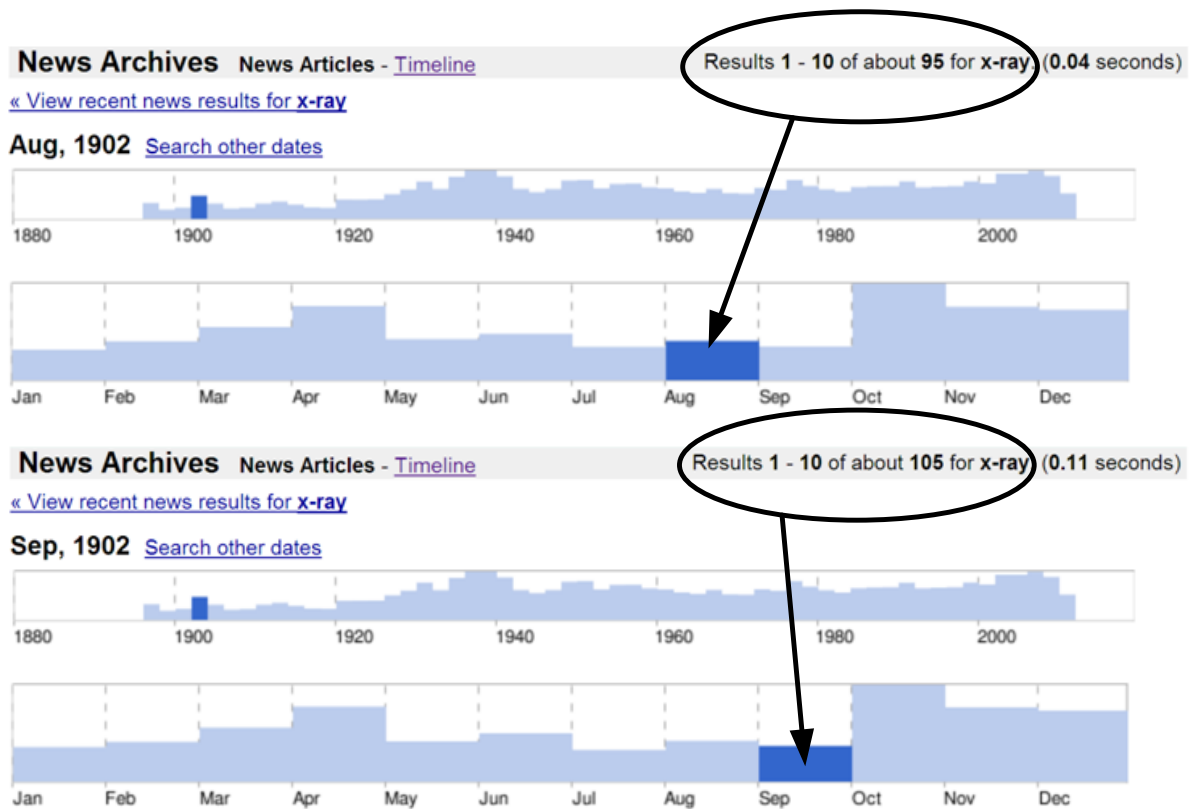 News Archives News Articles - Timeline Results 1 - 10 of about 95 for x-ray. (0.04 seconds)
« View recent news results for x-ray
Aug, 1902 Search other dates
1880 1900 1920 1940 1960 1980 2000
Jan Feb Mar Apr May Jun Jul Aug Sep Oct Nov Dec
News Archives News Articles - Timeline Results 1 - 10 of about 105 for x-ray (0.11 seconds)
« View recent news results for x-ray
Sep, 1902 Search other dates
1880 1900 1920 1940 1960 1980 2000
Jan Feb Mar Apr May Jun Jul Aug Sep Oct Nov Dec